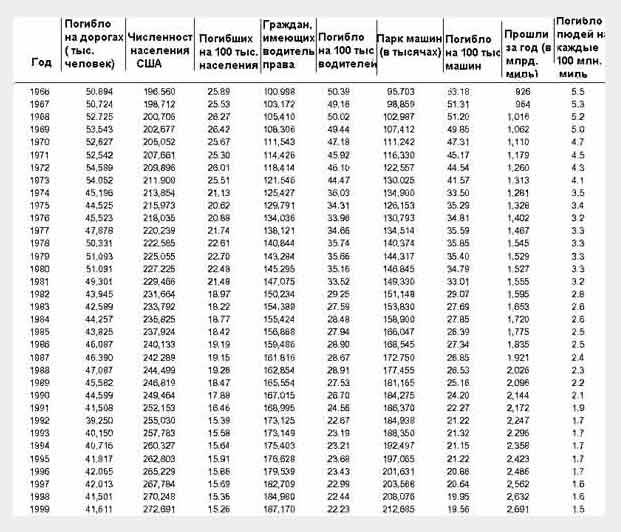 Год Погибло на дорогах (тыс. человек) Численност населения США Погибших на 100 тыс. населения Граждан, имеющих водитель права Погибло на 100 тыс водителей Парк машин (в тысячах) Погибло на 100 тыс машин Прошли за год (в млрд. миль) Погибло людей на каждые 100 млн. миль
1966 50,894 196,560 25.89 100,998 50.39 95,703 53.18 926 5.5
1967 50,724 198,712 25.53 103,172 49.16 98,859 51.31 964 5.3
1968 52,725 200,706 26.27 105,410 50.02 102,987 51.20 1,016 5.2
1969 53,543 202,677 26.42 108,306 49.44 107,412 49.85 1,062 5.0
1970 52,627 205,052 25.67 111,543 47.18 111,242 47.31 1,110 4.7
1971 52,542 207,661 25.30 114,426 45.92 116,330 45.17 1,179 4.5
1972 54,589 209,896 26.01 118,414 46.10 122,557 44.54 1,260 4.3
1973 54,052 211,900 25.51 121,546 44.47 130,025 41.57 1,313 4.1
1974 45,196 213,854 21.13 125,427 36.03 134,900 33.50 1,281 3.5
1975 44,525 215,973 20.62 129,791 34.31 126,153 35.29 1,328 3.4
1976 45,523 218,035 20.88 134,036 33.96 130,793 34.81 1,402 3.2
1977 47,878 220,239 21.74 138,121 34.66 134,514 35.59 1,467 3.3
1978 50,331 222,585 22.61 140,844 35.74 140,374 35.85 1,545 3.3
1979 51,093 225,055 22.70 143,284 35.66 144,317 35.40 1,529 3.3
1980 51,091 227,225 22.48 145,295 35.16 146,845 34.79 1,527 3.3
1981 49,301 229,466 21.48 147,075 33.52 149,330 33.01 1,555 3.2
1982 43,945 231,664 18.97 150,234 29.25 151,148 29.07 1,595 2.8
1983 42,589 233,792 18.22 154,389 27.59 153,830 27.69 1,653 2.6
1984 44,257 235,825 18.77 155,424 28.48 158,900 27.85 1,720 2.6
1985 43,825 237,924 18.42 156,868 27.94 166,047 26.39 1,775 2.5
1986 46,087 240,133 19.19 159,486 28.90 168,545 27.34 1,835 2.5
1987 46,390 242,289 19.15 161,816 28.67 172,750 26.85 1,921 2.4
1988 47,087 244,499 19.26 162,854 28.91 177,455 26.53 2,026 2.3
1989 45,582 246,819 18.47 165,554 27.53 181,165 25.16 2,096 2.2
1990 44,599 249,464 17.88 167,015 26.70 184,275 24.20 2,144 2.1
1991 41,508 252,153 16.46 168,995 24.56 186,370 22.27 2,172 1.9
1992 39,250 255,030 15.39 173,125 22.67 184,938 21.22 2,247 1.7
1993 40,150 257,783 15.58 173,149 23.19 188,350 21.32 2,296 1.7
1994 40,716 260,327 15.64 175,403 23.21 192,497 21.15 2,358 1.7
1995 41,817 262,803 15.91 176,628 23.68 197,065 21.22 2,423 1.7
1996 42,065 265,229 15.86 179,539 23.43 201,631 20.86 2,486 1.7
1997 42,013 267,784 15.69 182,709 22.99 203,568 20.64 2,562 1.6
1998 41,501 270,248 15.36 184,980 22.44 208,076 19.95 2,632 1.6
1999 41,611 272,691 15.26 187,170 22.23 212,685 19.56 2,691 1.5